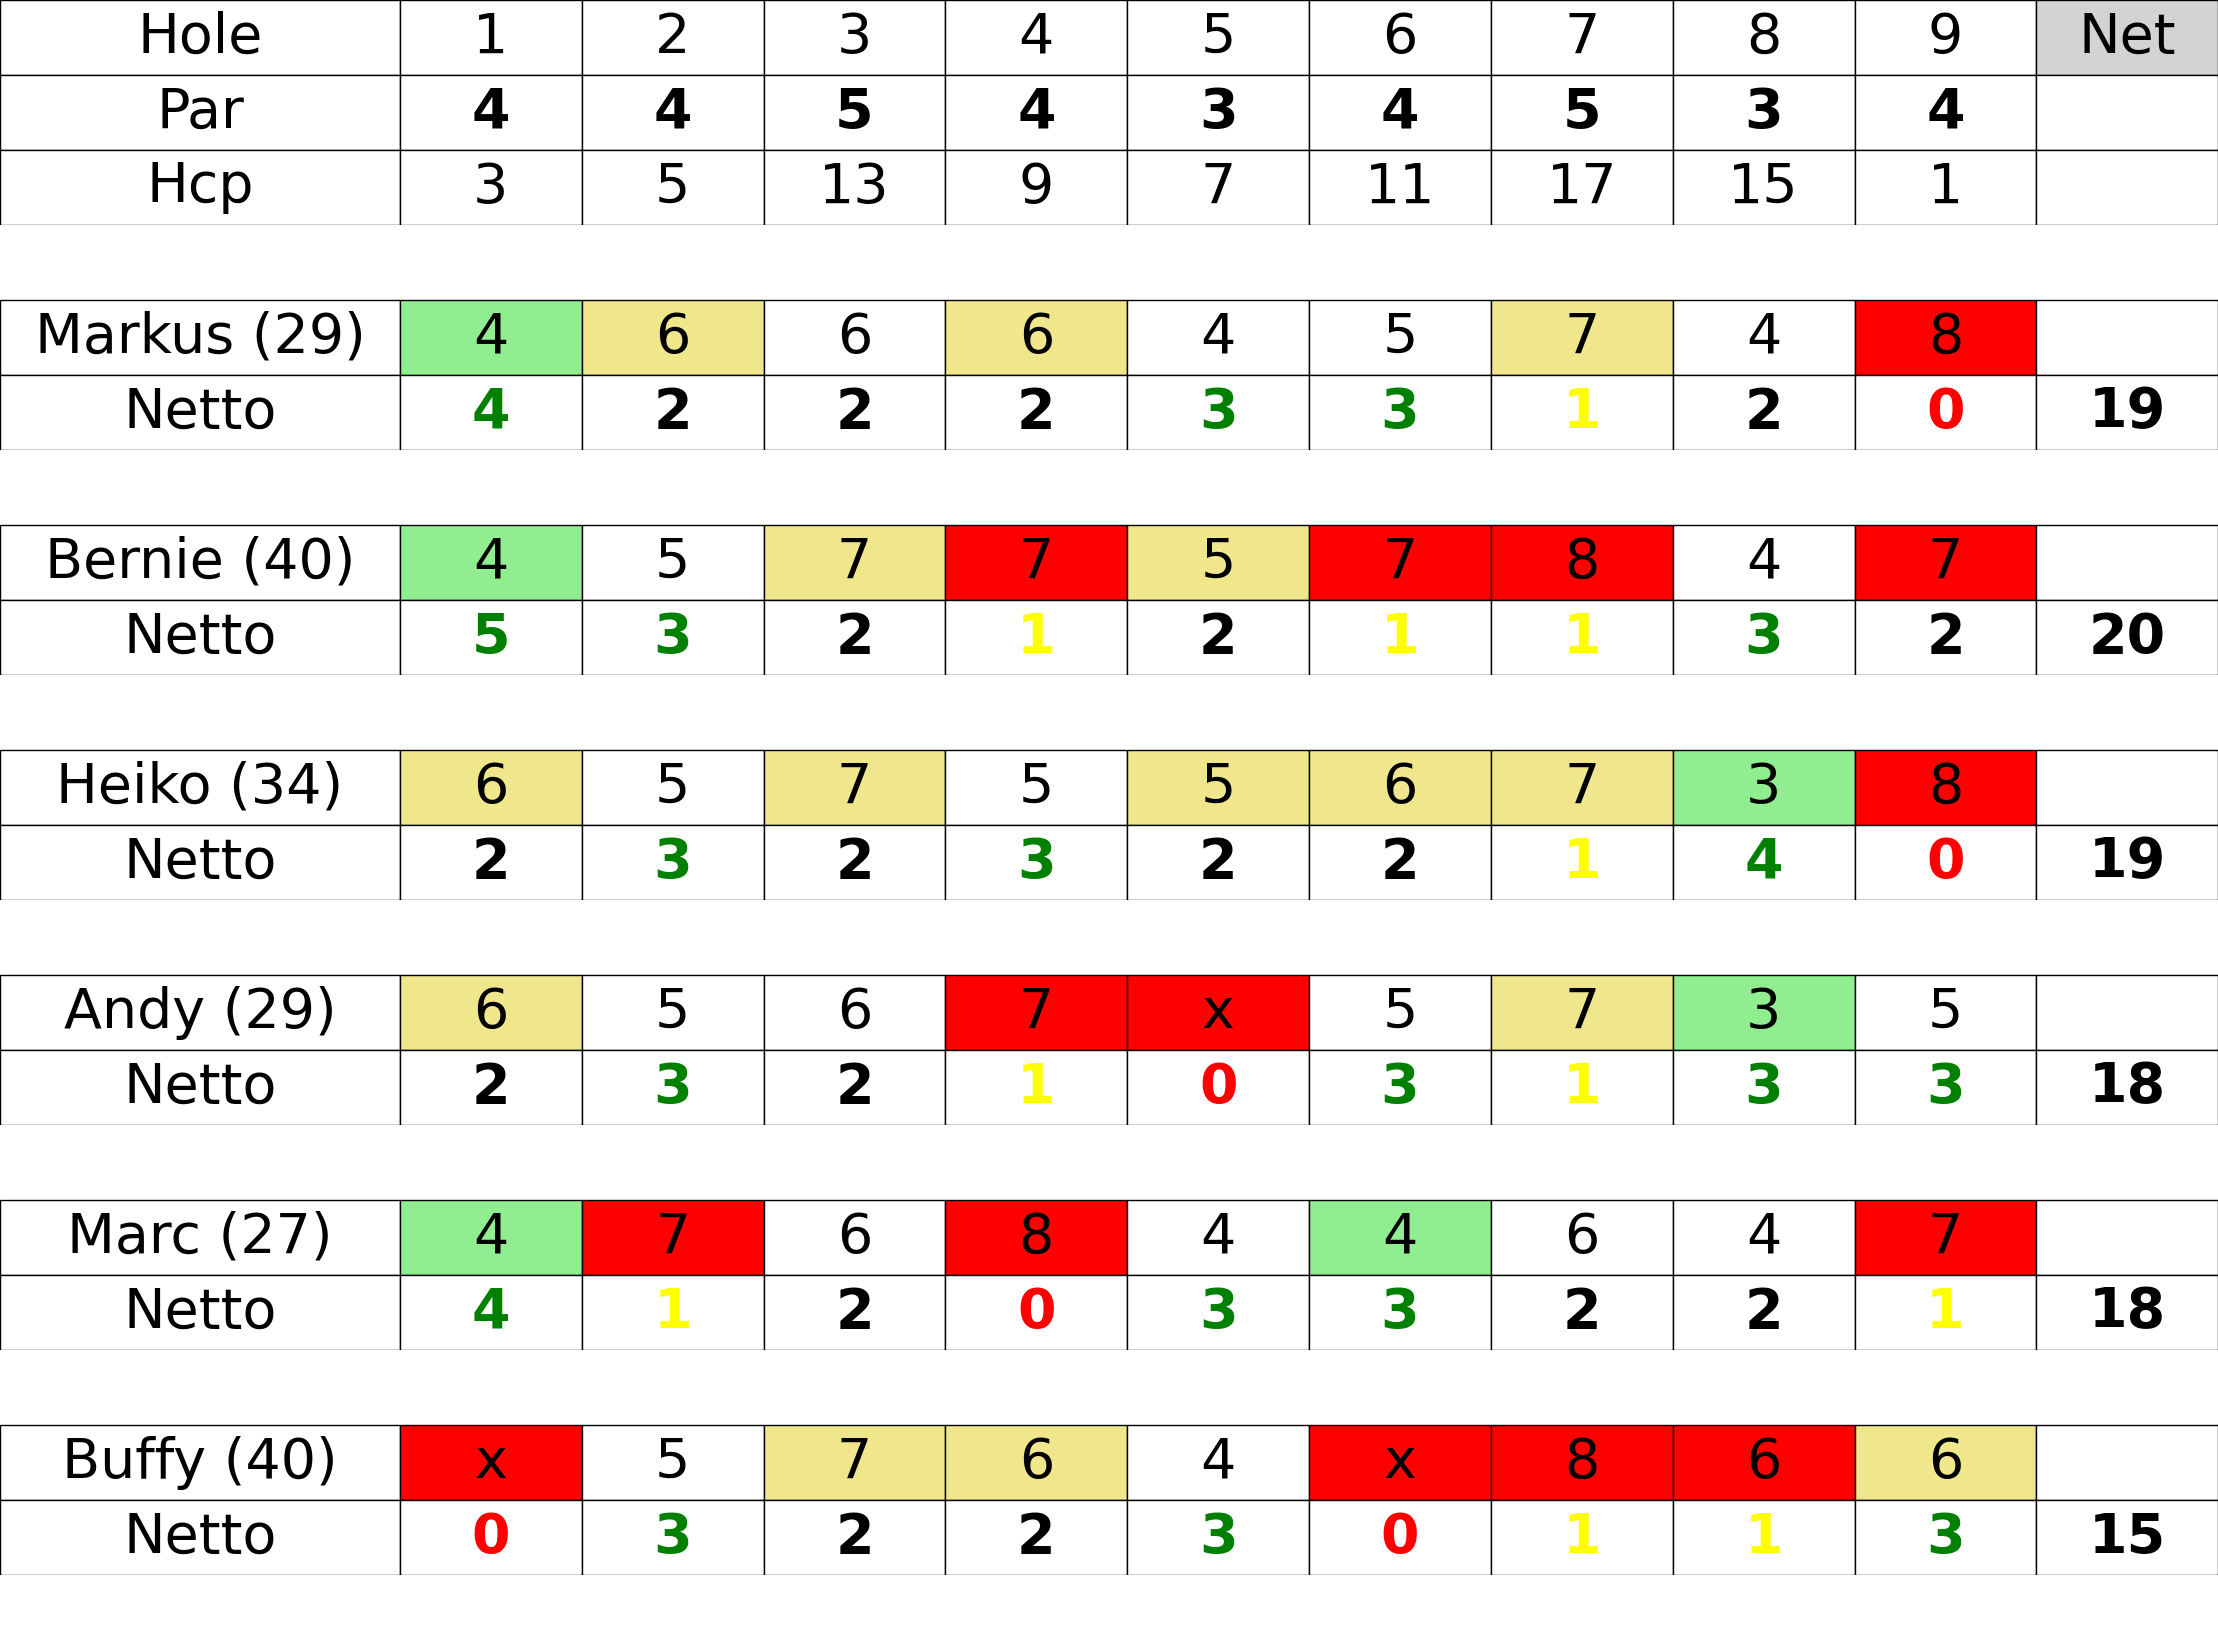 Hole 1 2 3 4 5 6 7 8 9 Net
Par 4 4 5 4 3 4 5 3 4
Hcp 3 5 13 9 7 11 17 15 1
Markus (29) 4 6 6 6 4 5 7 4 8
Netto 4 2 2 2 3 3 1 2 0 19
Bernie (40) 4 5 7 7 5 7 8 4 7
Netto 5 3 2 1 2 1 1 3 2 20
Heiko (34) 6 5 7 5 5 6 7 3 8
Netto 2 3 2 3 2 2 1 4 0 19
Andy (29) 6 5 6 7 x 5 7 3 5
Netto 2 3 2 1 0 3 1 3 3 18
Marc (27) 4 7 6 8 4 4 6 4 7
Netto 4 1 2 0 3 3 2 2 1 18
Buffy (40) x 5 7 6 4 x 8 6 6
Netto 0 3 2 2 3 0 1 1 3 15